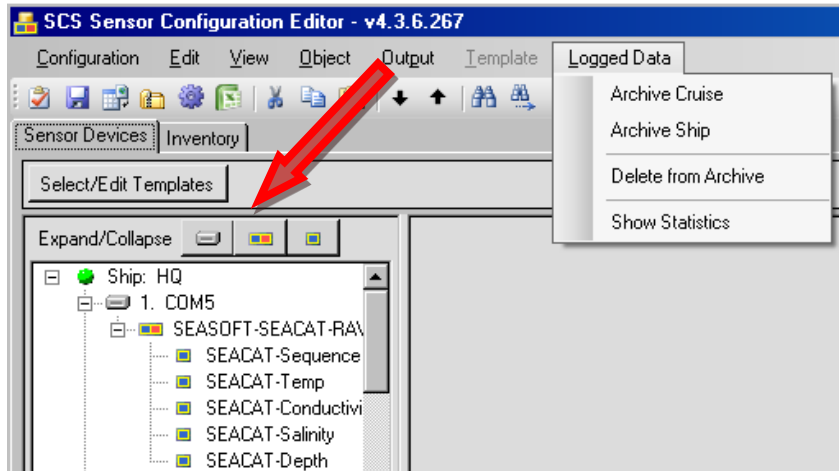 SCS Sensor Configuration Editor - v4.3.6.267
Configuration Edit View Object Output Template Logged Data
Archive Cruise
Archive Ship
Delete from Archive
Show Statistics
Sensor Devices Inventory
Select/Edit Templates
Expand/Collapse
Ship: HQ
1. COM5
SEASOFT-SEACAT-RAW
SEACAT-Sequence
SEACAT-Temp
SEACAT-Conductivi
SEACAT-Salinity
SEACAT-Depth